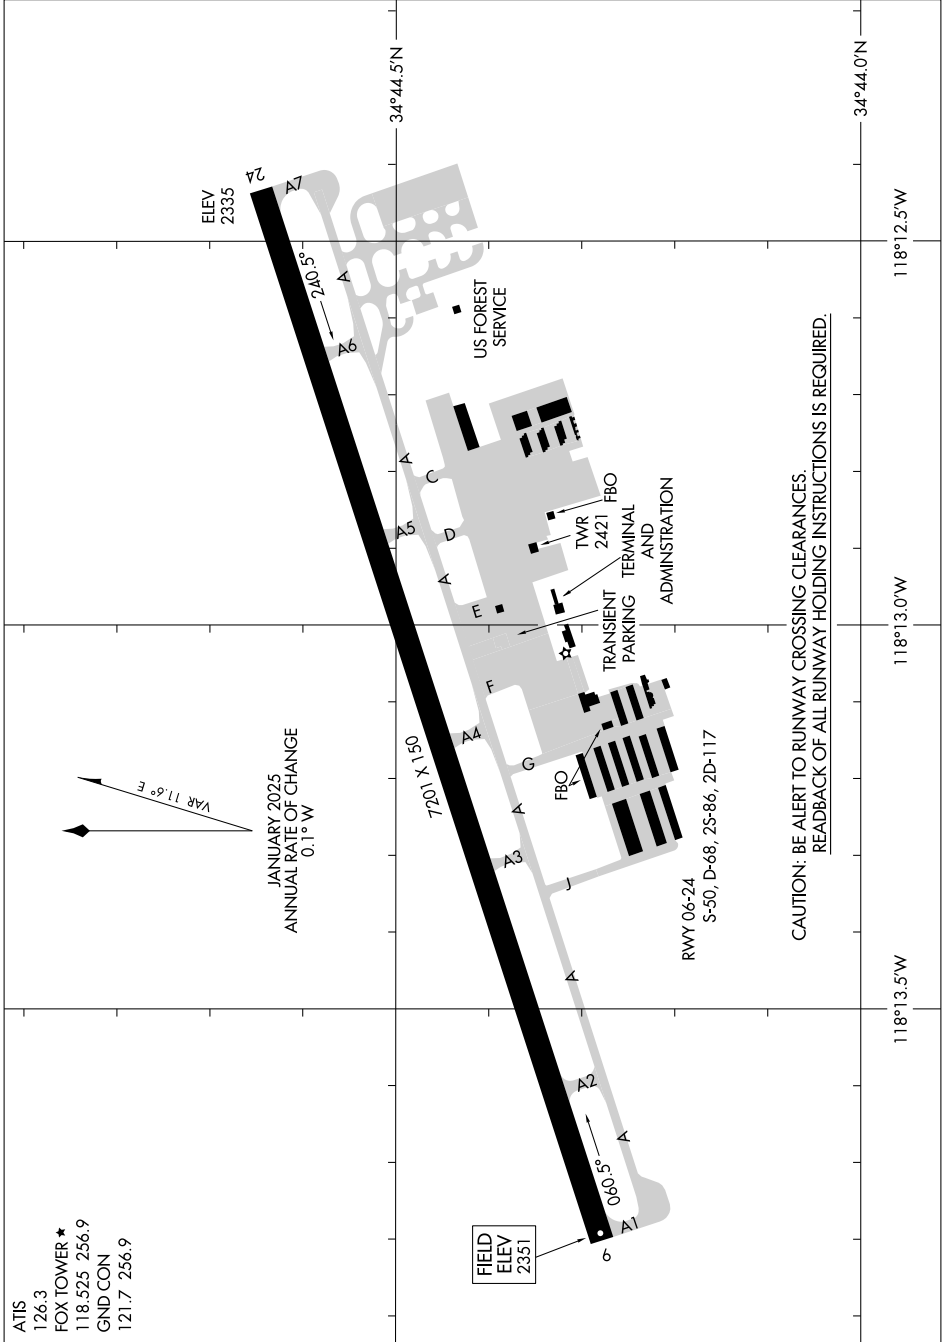 ATIS
126.3
FOX TOWER ★
118.525 256.9
GND CON
121.7 256.9
JANUARY 2025
ANNUAL RATE OF CHANGE
0.1° W
VAR 11.6° E
FIELD
ELEV
2351
6
060.5°
A1
A
A2
A
J
A3
A
G
A4
7201 X 150
F
E
A
D
A5
C
A
A6
240.5°
A
A7
24
ELEV
2335
US FOREST
SERVICE
FBO
TWR
2421
TERMINAL
AND
ADMINSTRATION
TRANSIENT
PARKING
FBO
RWY 06-24
S-50, D-68, 2S-86, 2D-117
CAUTION: BE ALERT TO RUNWAY CROSSING CLEARANCES.
READBACK OF ALL RUNWAY HOLDING INSTRUCTIONS IS REQUIRED.
34°44.5'N
34°44.0'N
118°13.5'W
118°13.0'W
118°12.5'W